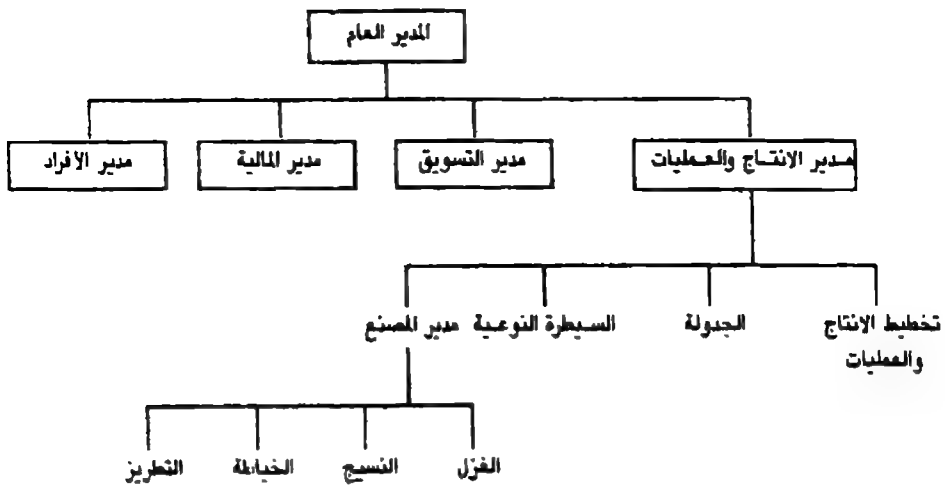 المدير العام
مدير الانتاج والعمليات
مدير التسويق
مدير المالية
مدير الأفراد
تخطيط الانتاج
والعمليات
الجدولة
السيطرة النوعية
مدير المصنع
الغزل
النسيج
الخياطة
التطريز